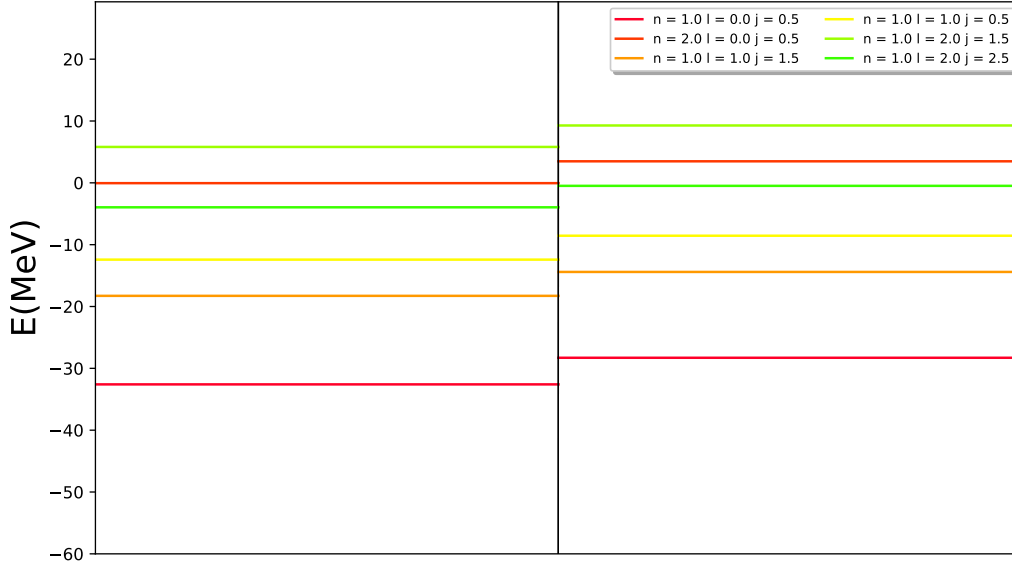 n = 1.0 l = 0.0 j = 0.5
n = 2.0 l = 0.0 j = 0.5
n = 1.0 l = 1.0 j = 1.5
n = 1.0 l = 1.0 j = 0.5
n = 1.0 l = 2.0 j = 1.5
n = 1.0 l = 2.0 j = 2.5
E(MeV)
20
10
0
−10
−20
−30
−40
−50
−60